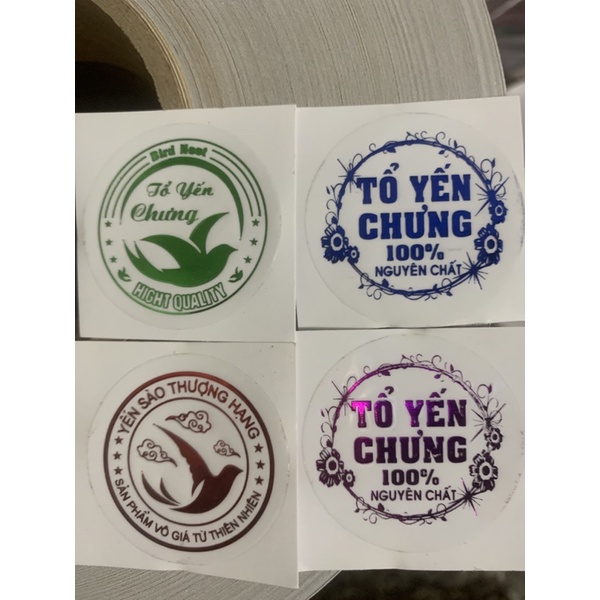 Bird Nest
Tổ Yến
Chưng
HIGHT QUALITY
TỔ YẾN
CHƯNG
100%
NGUYÊN CHẤT
YẾN SÀO THƯỢNG HẠNG
SẢN PHẨM VÔ GIÁ TỪ THIÊN NHIÊN
TỔ YẾN
CHƯNG
100%
NGUYÊN CHẤT